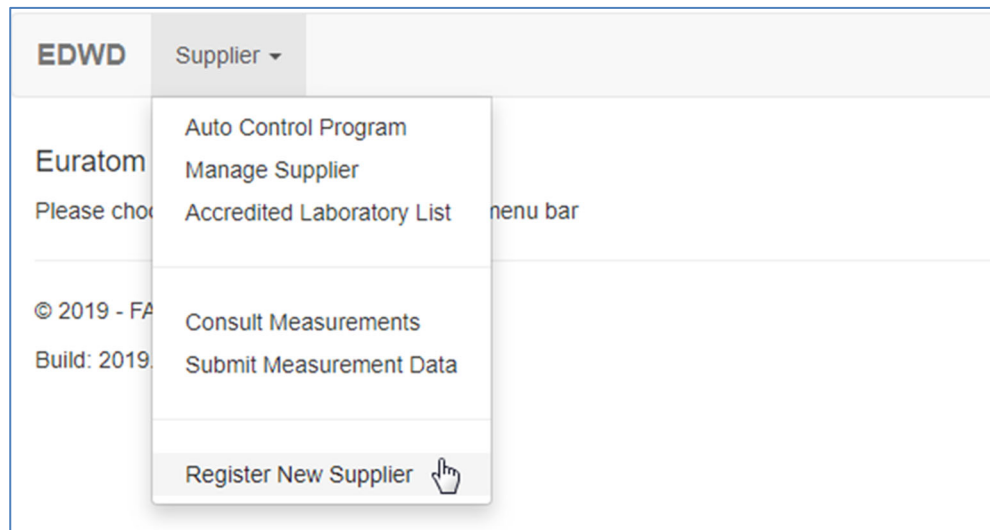 EDWD Supplier
Auto Control Program
Euratom
Manage Supplier
Please choo
Accredited Laboratory List
menu bar
© 2019 - FA
Consult Measurements
Build: 2019.
Submit Measurement Data
Register New Supplier